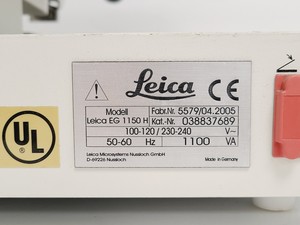 Leica CE
Modell Fabr.Nr. 5579/04.2005
Leica EG 1150 H Kat.-Nr. 038837689
100-120 / 230-240 V~
50-60 Hz 1100 VA
Leica Microsystems Nussloch GmbH
D-69226 Nussloch Made in Germany
UL